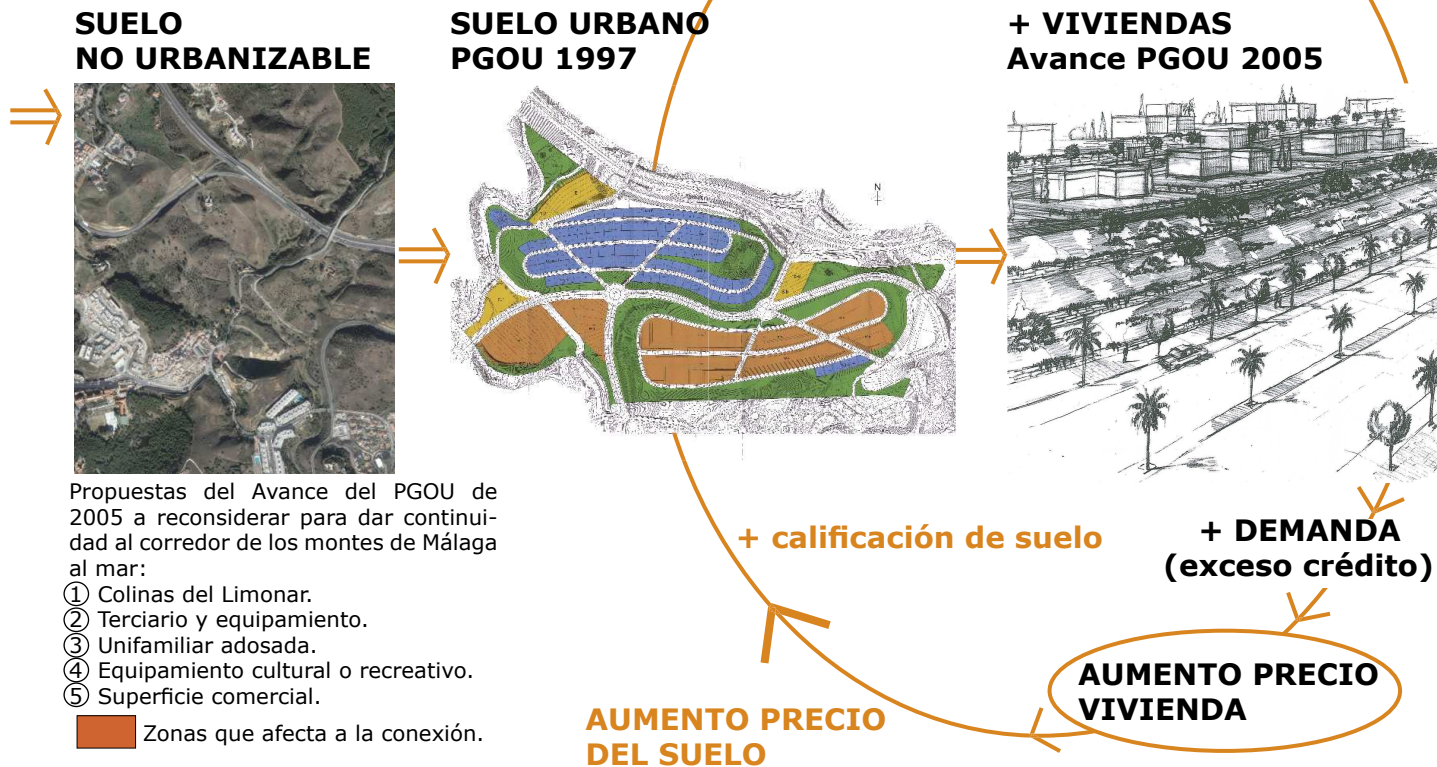 SUELO
NO URBANIZABLE
SUELO URBANO
PGOU 1997
+ VIVIENDAS
Avance PGOU 2005
N
Propuestas del Avance del PGOU de
2005 a reconsiderar para dar continui-
dad al corredor de los montes de Málaga
al mar:
① Colinas del Limonar.
② Terciario y equipamiento.
③ Unifamiliar adosada.
④ Equipamiento cultural o recreativo.
⑤ Superficie comercial.
Zonas que afecta a la conexión.
+ calificación de suelo
+ DEMANDA
(exceso crédito)
AUMENTO PRECIO
VIVIENDA
AUMENTO PRECIO
DEL SUELO